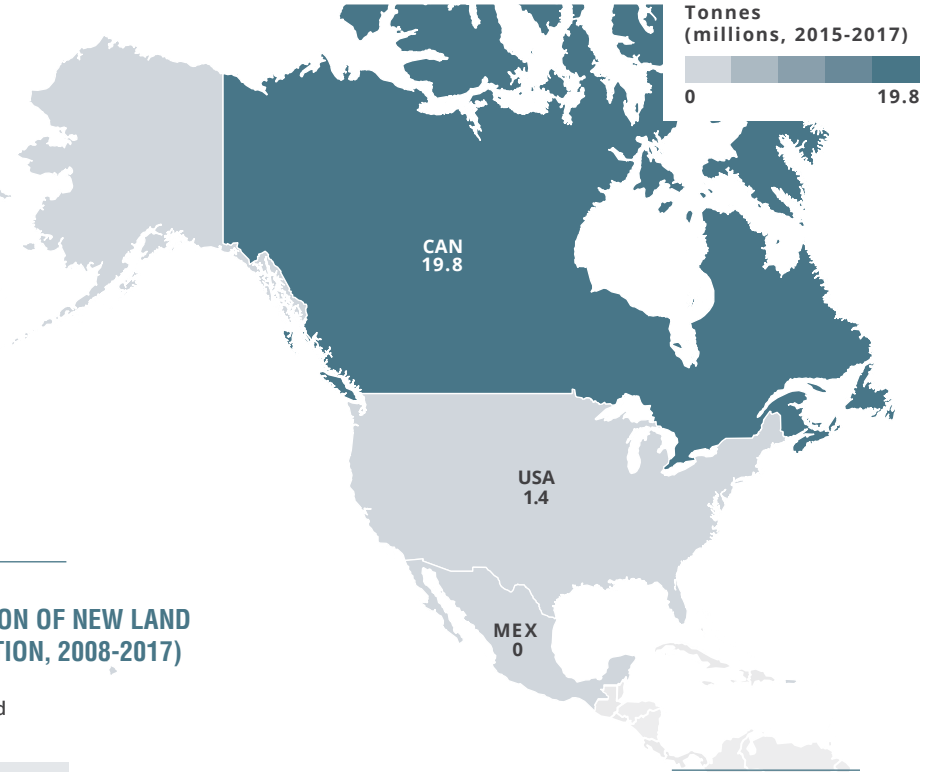 Tonnes
(millions, 2015-2017)
0 19.8
CAN
19.8
USA
1.4
MEX
0
ON OF NEW LAND
TION, 2008-2017)
d